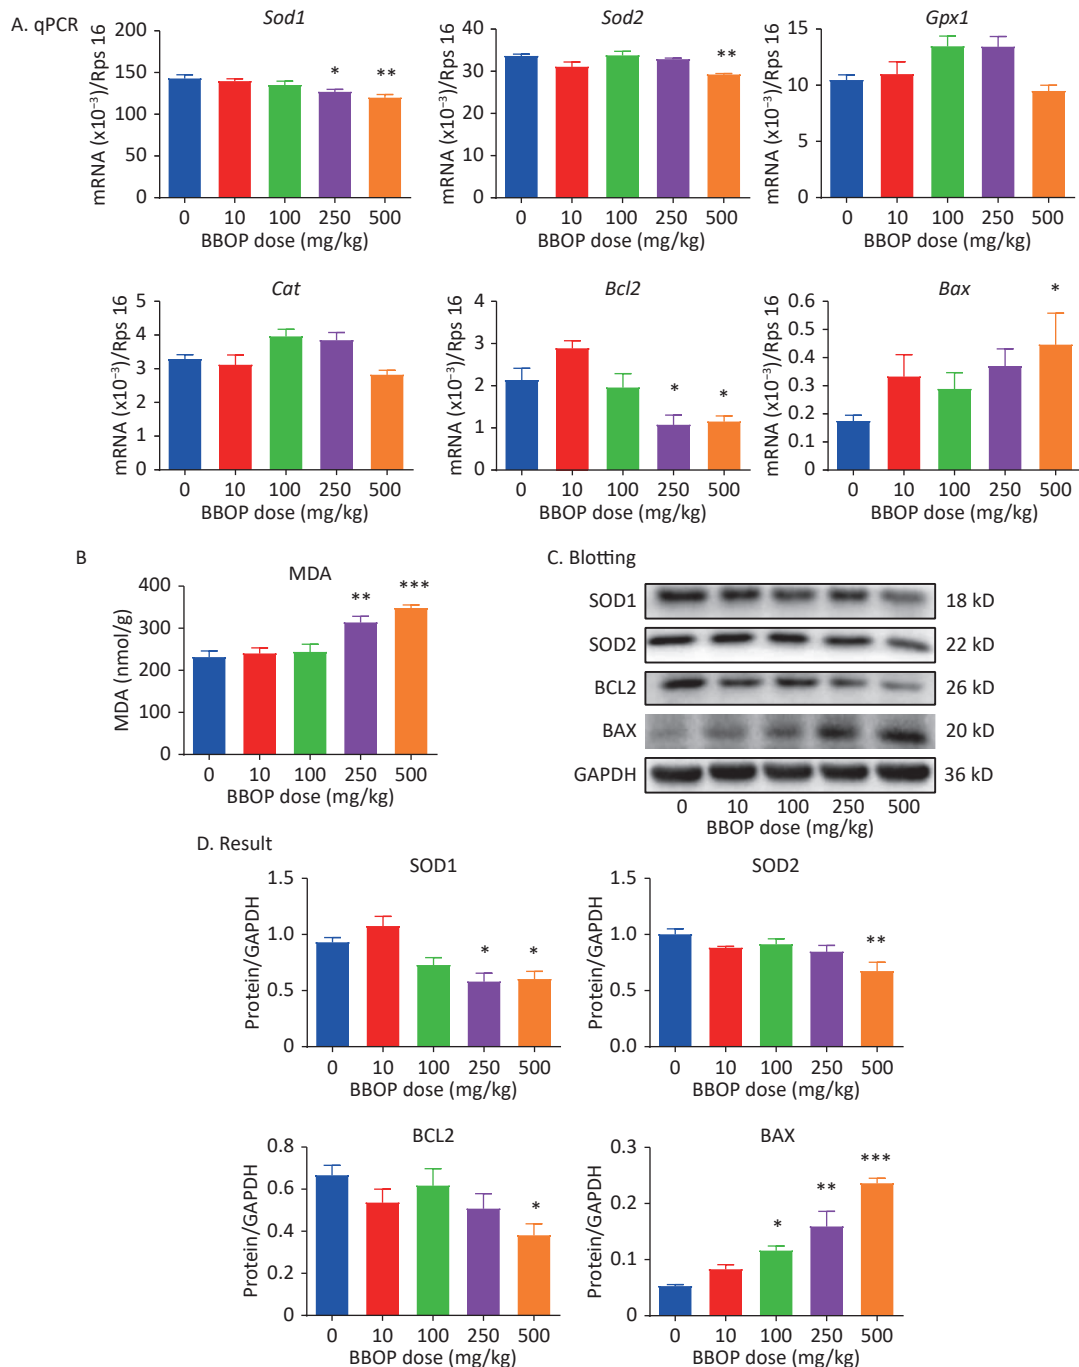 A. qPCR
Sod1
mRNA (x10⁻³)/Rps 16
200
150
100
50
0
* **
0 10 100 250 500
BBOP dose (mg/kg)
Sod2
mRNA (x10⁻³)/Rps 16
40
30
20
10
0
**
0 10 100 250 500
BBOP dose (mg/kg)
Gpx1
mRNA (x10⁻³)/Rps 16
15
10
5
0
0 10 100 250 500
BBOP dose (mg/kg)
Cat
mRNA (x10⁻³)/Rps 16
5
4
3
2
1
0
0 10 100 250 500
BBOP dose (mg/kg)
Bcl2
mRNA (x10⁻³)/Rps 16
4
3
2
1
0
* *
0 10 100 250 500
BBOP dose (mg/kg)
Bax
mRNA (x10⁻³)/Rps 16
0.6
0.4
0.3
0.2
0.1
0
*
0 10 100 250 500
BBOP dose (mg/kg)
B
MDA
MDA (nmol/g)
400
300
200
100
0
** ***
0 10 100 250 500
BBOP dose (mg/kg)
C. Blotting
SOD1 18 kD
SOD2 22 kD
BCL2 26 kD
BAX 20 kD
GAPDH 36 kD
0 10 100 250 500
BBOP dose (mg/kg)
D. Result
SOD1
Protein/GAPDH
1.5
1.0
0.5
0
* *
0 10 100 250 500
BBOP dose (mg/kg)
SOD2
Protein/GAPDH
1.5
1.0
0.5
0.0
**
0 10 100 250 500
BBOP dose (mg/kg)
BCL2
Protein/GAPDH
0.8
0.6
0.4
0.2
0
*
0 10 100 250 500
BBOP dose (mg/kg)
BAX
Protein/GAPDH
0.3
0.2
0.1
0
* ** ***
0 10 100 250 500
BBOP dose (mg/kg)